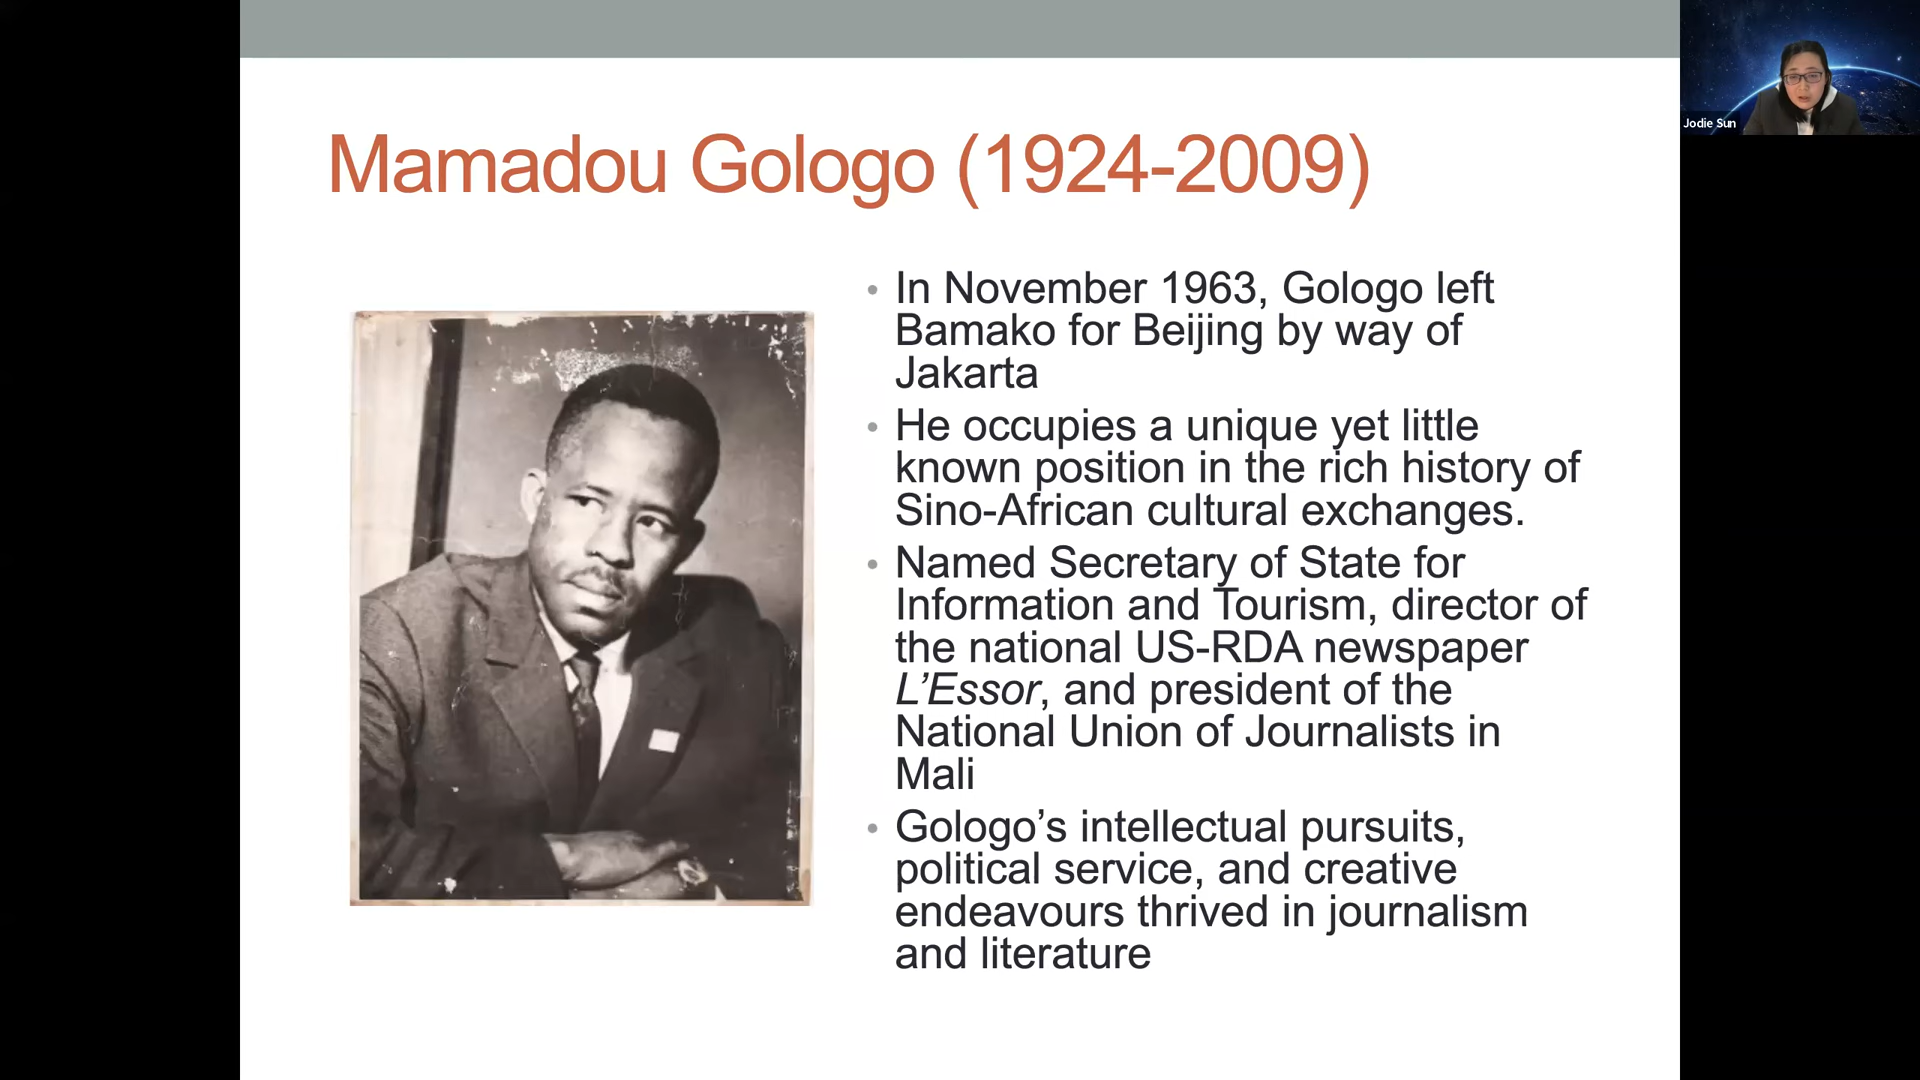 Mamadou Gologo (1924-2009)
• In November 1963, Gologo left
Bamako for Beijing by way of
Jakarta
• He occupies a unique yet little
known position in the rich history of
Sino-African cultural exchanges.
• Named Secretary of State for
Information and Tourism, director of
the national US-RDA newspaper
L’Essor, and president of the
National Union of Journalists in
Mali
• Gologo’s intellectual pursuits,
political service, and creative
endeavours thrived in journalism
and literature
Jodie Sun